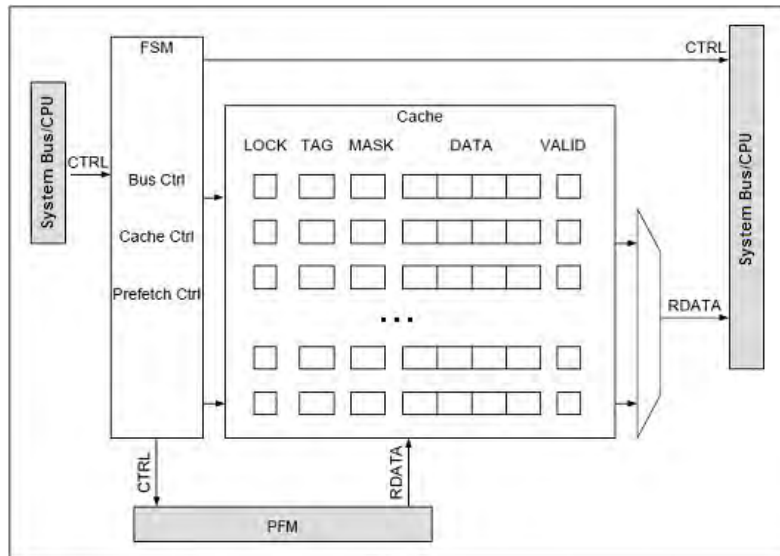 FSM
CTRL
Cache
LOCK TAG MASK DATA VALID
System Bus/CPU
CTRL
Bus Ctrl
Cache Ctrl
Prefetch Ctrl
...
RDATA
System Bus/CPU
CTRL
RDATA
PFM